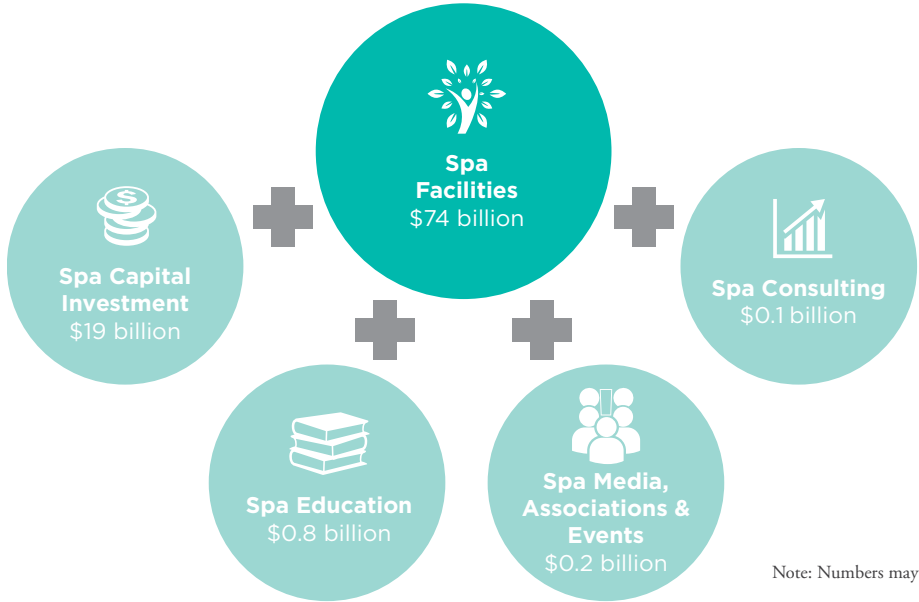 Spa
Facilities
$74 billion
Spa Capital
Investment
$19 billion
Spa Consulting
$0.1 billion
Spa Education
$0.8 billion
Spa Media,
Associations &
Events
$0.2 billion
Note: Numbers may